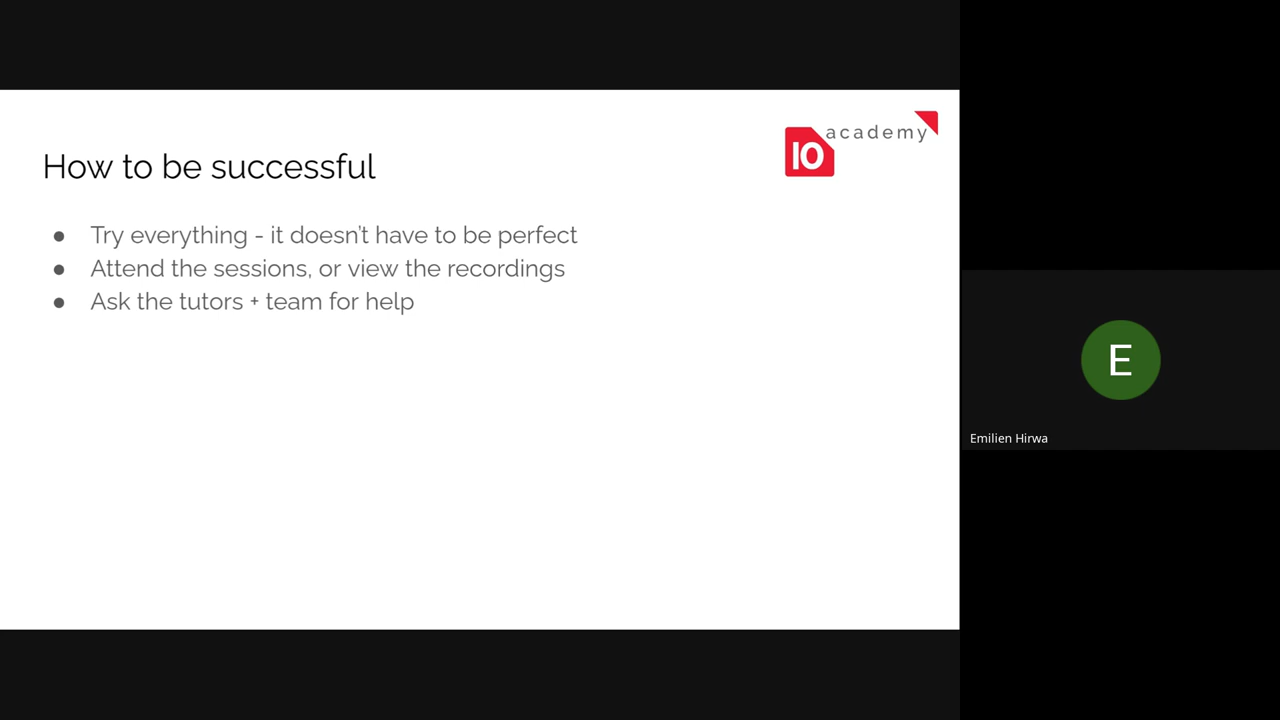 10 academy
How to be successful
● Try everything - it doesn't have to be perfect
● Attend the sessions, or view the recordings
● Ask the tutors + team for help
E
Emilien Hirwa